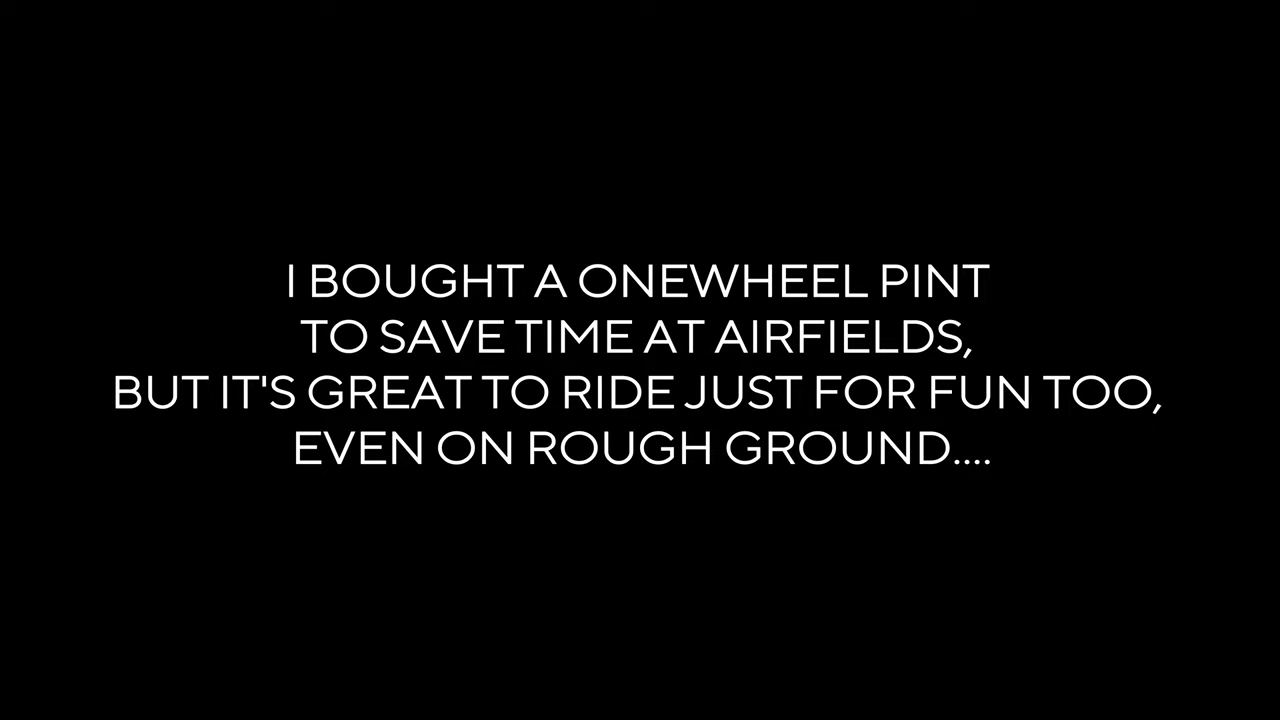 I BOUGHT A ONEWHEEL PINT
TO SAVE TIME AT AIRFIELDS,
BUT IT'S GREAT TO RIDE JUST FOR FUN TOO,
EVEN ON ROUGH GROUND....